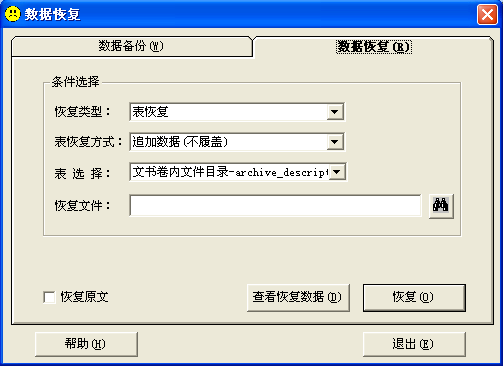 数据恢复
数据备份(W) 数据恢复(R)
条件选择
恢复类型： 表恢复
表恢复方式： 追加数据(不履盖)
表 选 择： 文书卷内文件目录-archive_descript
恢复文件：
恢复原文 查看恢复数据(D) 恢复(O)
帮助(H) 退出(E)